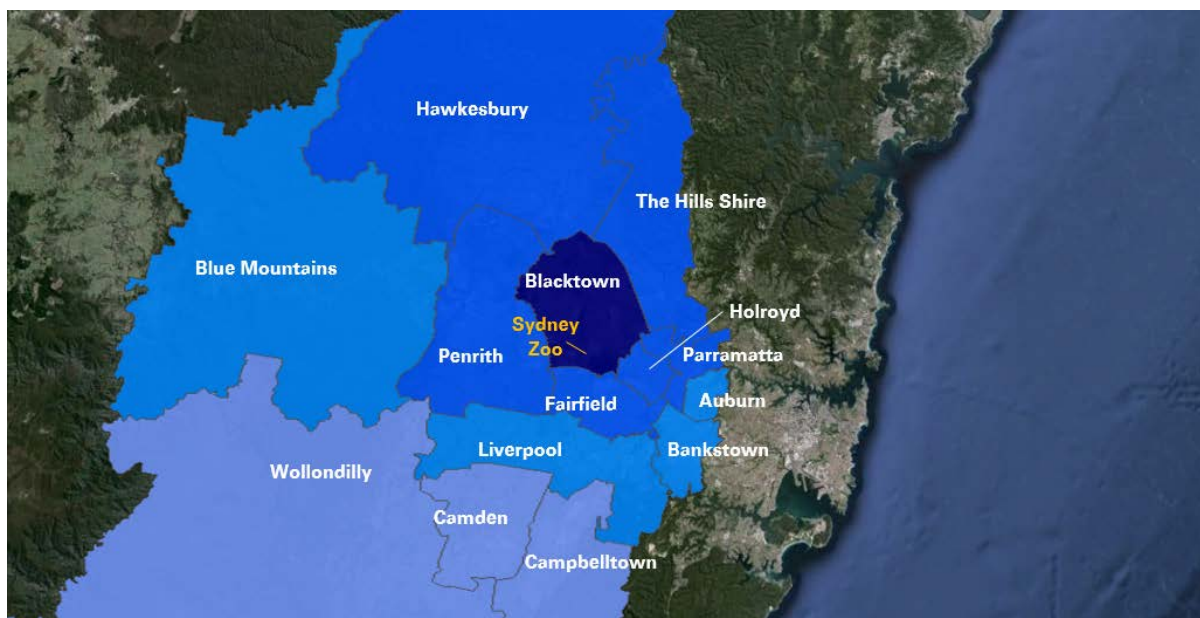 Hawkesbury
The Hills Shire
Blue Mountains
Blacktown
Holroyd
Sydney
Zoo
Penrith
Parramatta
Fairfield
Auburn
Liverpool
Bankstown
Wollondilly
Camden
Campbelltown